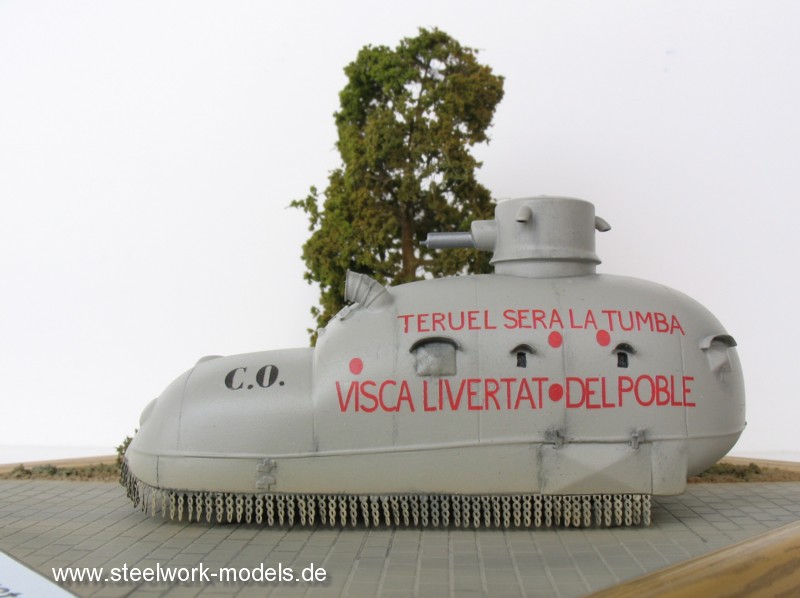 TERUEL SERA LA TUMBA
C.O.
VISCA LIVERTAT DEL POBLE
www.steelwork-models.de